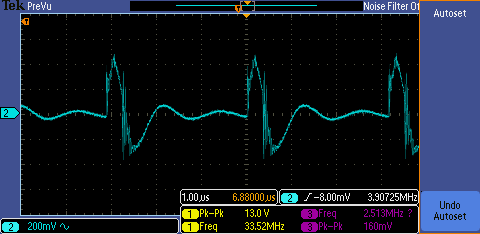 Tek PreVu Noise Filter Of
Autoset
T
2
1.00μs 6.88000μs
2 ∫ -8.00mV 3.90725MHz
1 Pk-Pk 13.0 V 3 Freq 2.513MHz ?
1 Freq 33.52MHz 3 Pk-Pk 160mV
2 200mV ∿
Undo
Autoset